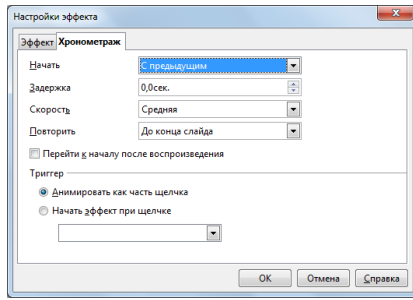 Настройки эффекта
Эффект Хронометраж
Начать С предыдущим
Задержка 0,0сек.
Скорость Средняя
Повторить До конца слайда
Перейти к началу после воспроизведения
Триггер
Анимировать как часть щелчка
Начать эффект при щелчке
ОК Отмена Справка